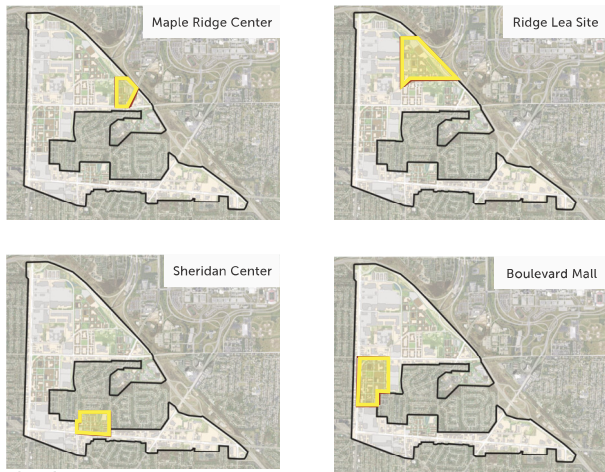 Maple Ridge Center
Ridge Lea Site
Sheridan Center
Boulevard Mall